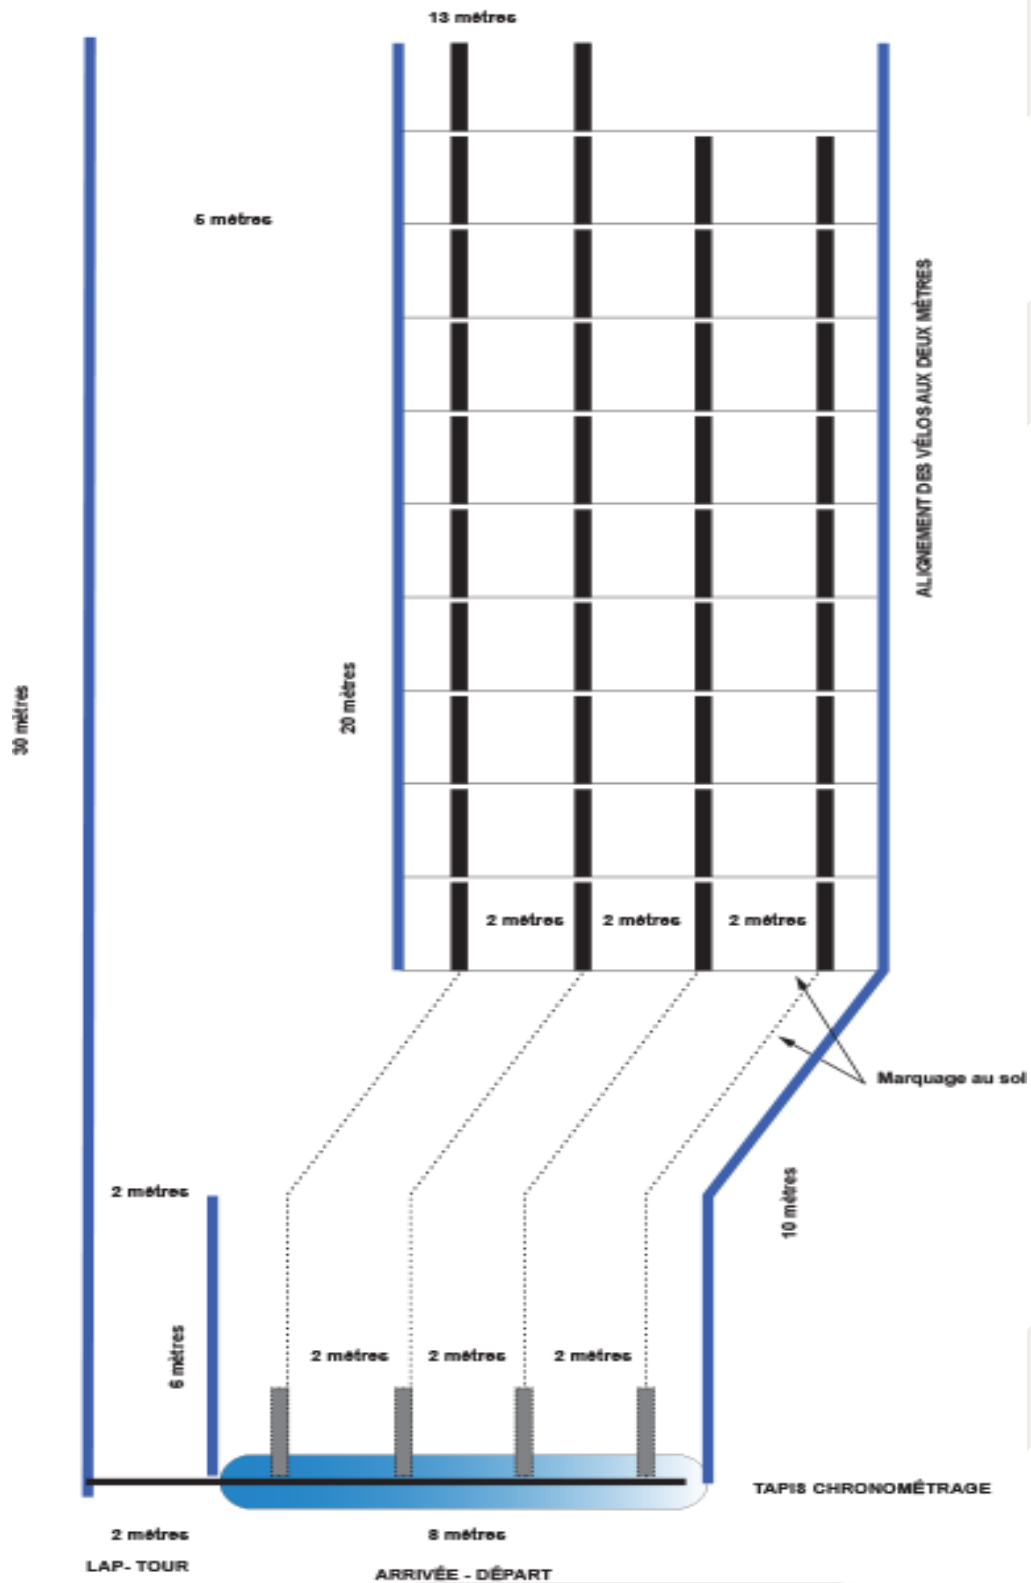 13 mètres
5 mètres
ALIGNEMENT DES VÉLOS AUX DEUX MÈTRES
30 mètres
20 mètres
2 mètres 2 mètres 2 mètres
Marquage au sol
2 mètres
10 mètres
6 mètres
2 mètres 2 mètres 2 mètres
TAPIS CHRONOMÉTRAGE
2 mètres 8 mètres
LAP- TOUR
ARRIVÉE - DÉPART